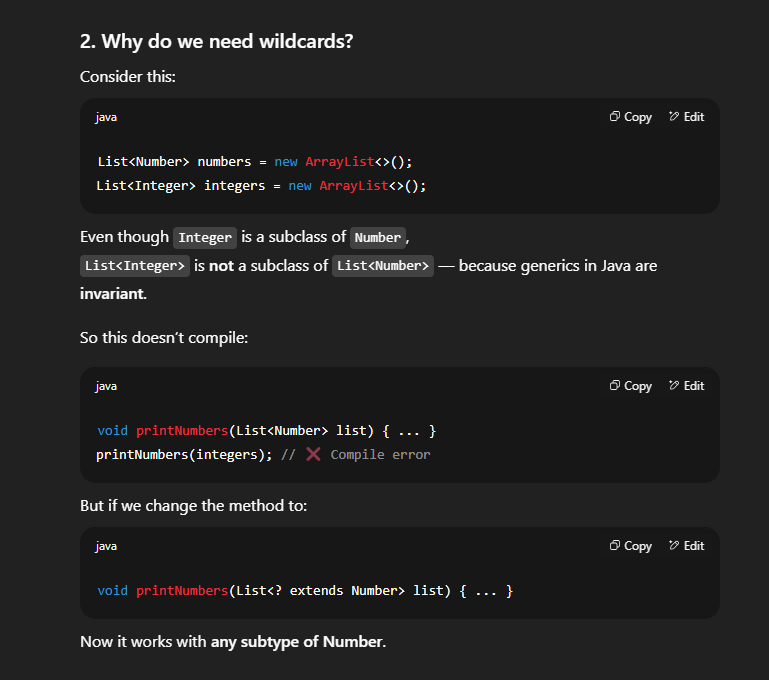 2. Why do we need wildcards?
Consider this:
java
Copy
Edit
List<Number> numbers = new ArrayList<>();
List<Integer> integers = new ArrayList<>();
Even though Integer is a subclass of Number,
List<Integer> is not a subclass of List<Number> — because generics in Java are
invariant.
So this doesn’t compile:
java
Copy
Edit
void printNumbers(List<Number> list) { ... }
printNumbers(integers); // ❌ Compile error
But if we change the method to:
java
Copy
Edit
void printNumbers(List<? extends Number> list) { ... }
Now it works with any subtype of Number.